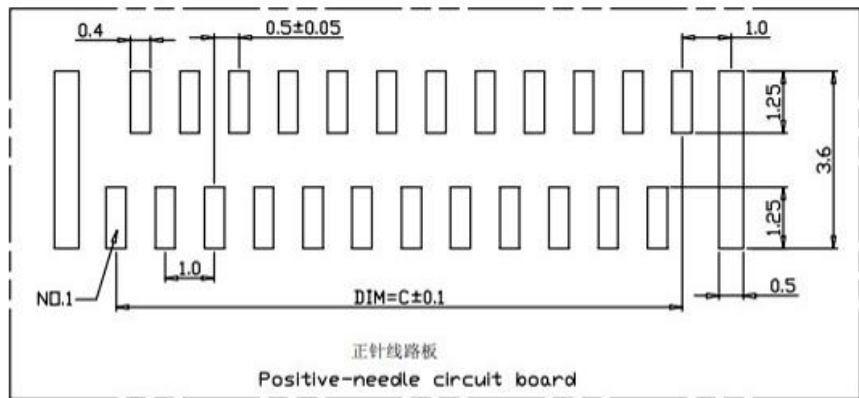 0.4
0.5±0.05
1.0
1.25
3.6
1.25
1.0
NO.1
DIM=C±0.1
0.5
正针线路板
Positive-needle circuit board